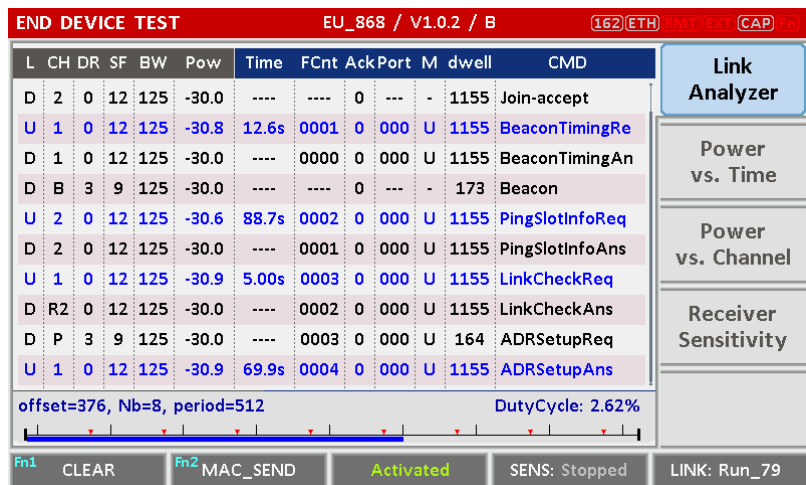 END DEVICE TEST EU_868 / V1.0.2 / B (162) (ETH) RMT EXT (CAP) En
L CH DR SF BW Pow Time FCnt Ack Port M dwell CMD
D 2 0 12 125 -30.0 ---- ---- 0 --- - 1155 Join-accept
U 1 0 12 125 -30.8 12.6s 0001 0 000 U 1155 BeaconTimingRe
D 1 0 12 125 -30.0 ---- 0000 0 000 U 1155 BeaconTimingAn
D B 3 9 125 -30.0 ---- ---- 0 --- - 173 Beacon
U 2 0 12 125 -30.6 88.7s 0002 0 000 U 1155 PingSlotInfoReq
D 2 0 12 125 -30.0 ---- 0001 0 000 U 1155 PingSlotInfoAns
U 1 0 12 125 -30.9 5.00s 0003 0 000 U 1155 LinkCheckReq
D R2 0 12 125 -30.0 ---- 0002 0 000 U 1155 LinkCheckAns
D P 3 9 125 -30.0 ---- 0003 0 000 U 164 ADRSetupReq
U 1 0 12 125 -30.9 69.9s 0004 0 000 U 1155 ADRSetupAns
offset=376, Nb=8, period=512 DutyCycle: 2.62%
Link
Analyzer
Power
vs. Time
Power
vs. Channel
Receiver
Sensitivity
Fn1 CLEAR Fn2 MAC_SEND Activated SENS: Stopped LINK: Run_79